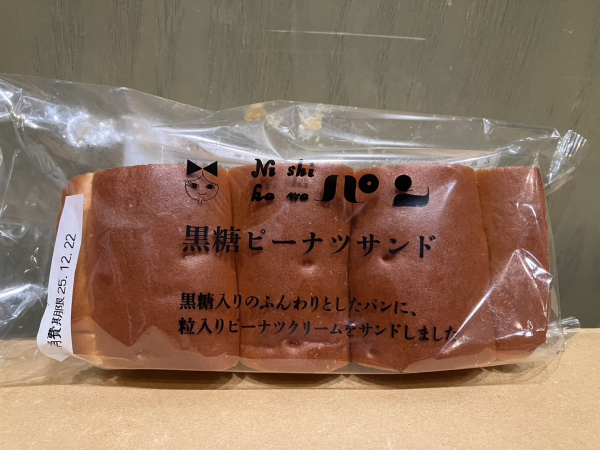 Ni shi
ka wa パン
黒糖ピーナツサンド
黒糖入りのふんわりとしたパンに、
粒入りピーナツクリームをサンドしました
消費期限 25.12.22